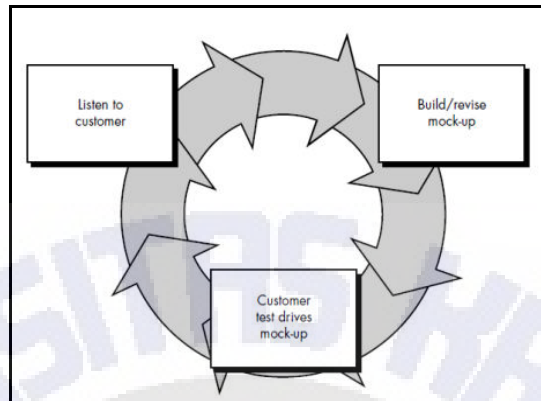 Listen to
customer
Build/revise
mock-up
Customer
test drives
mock-up